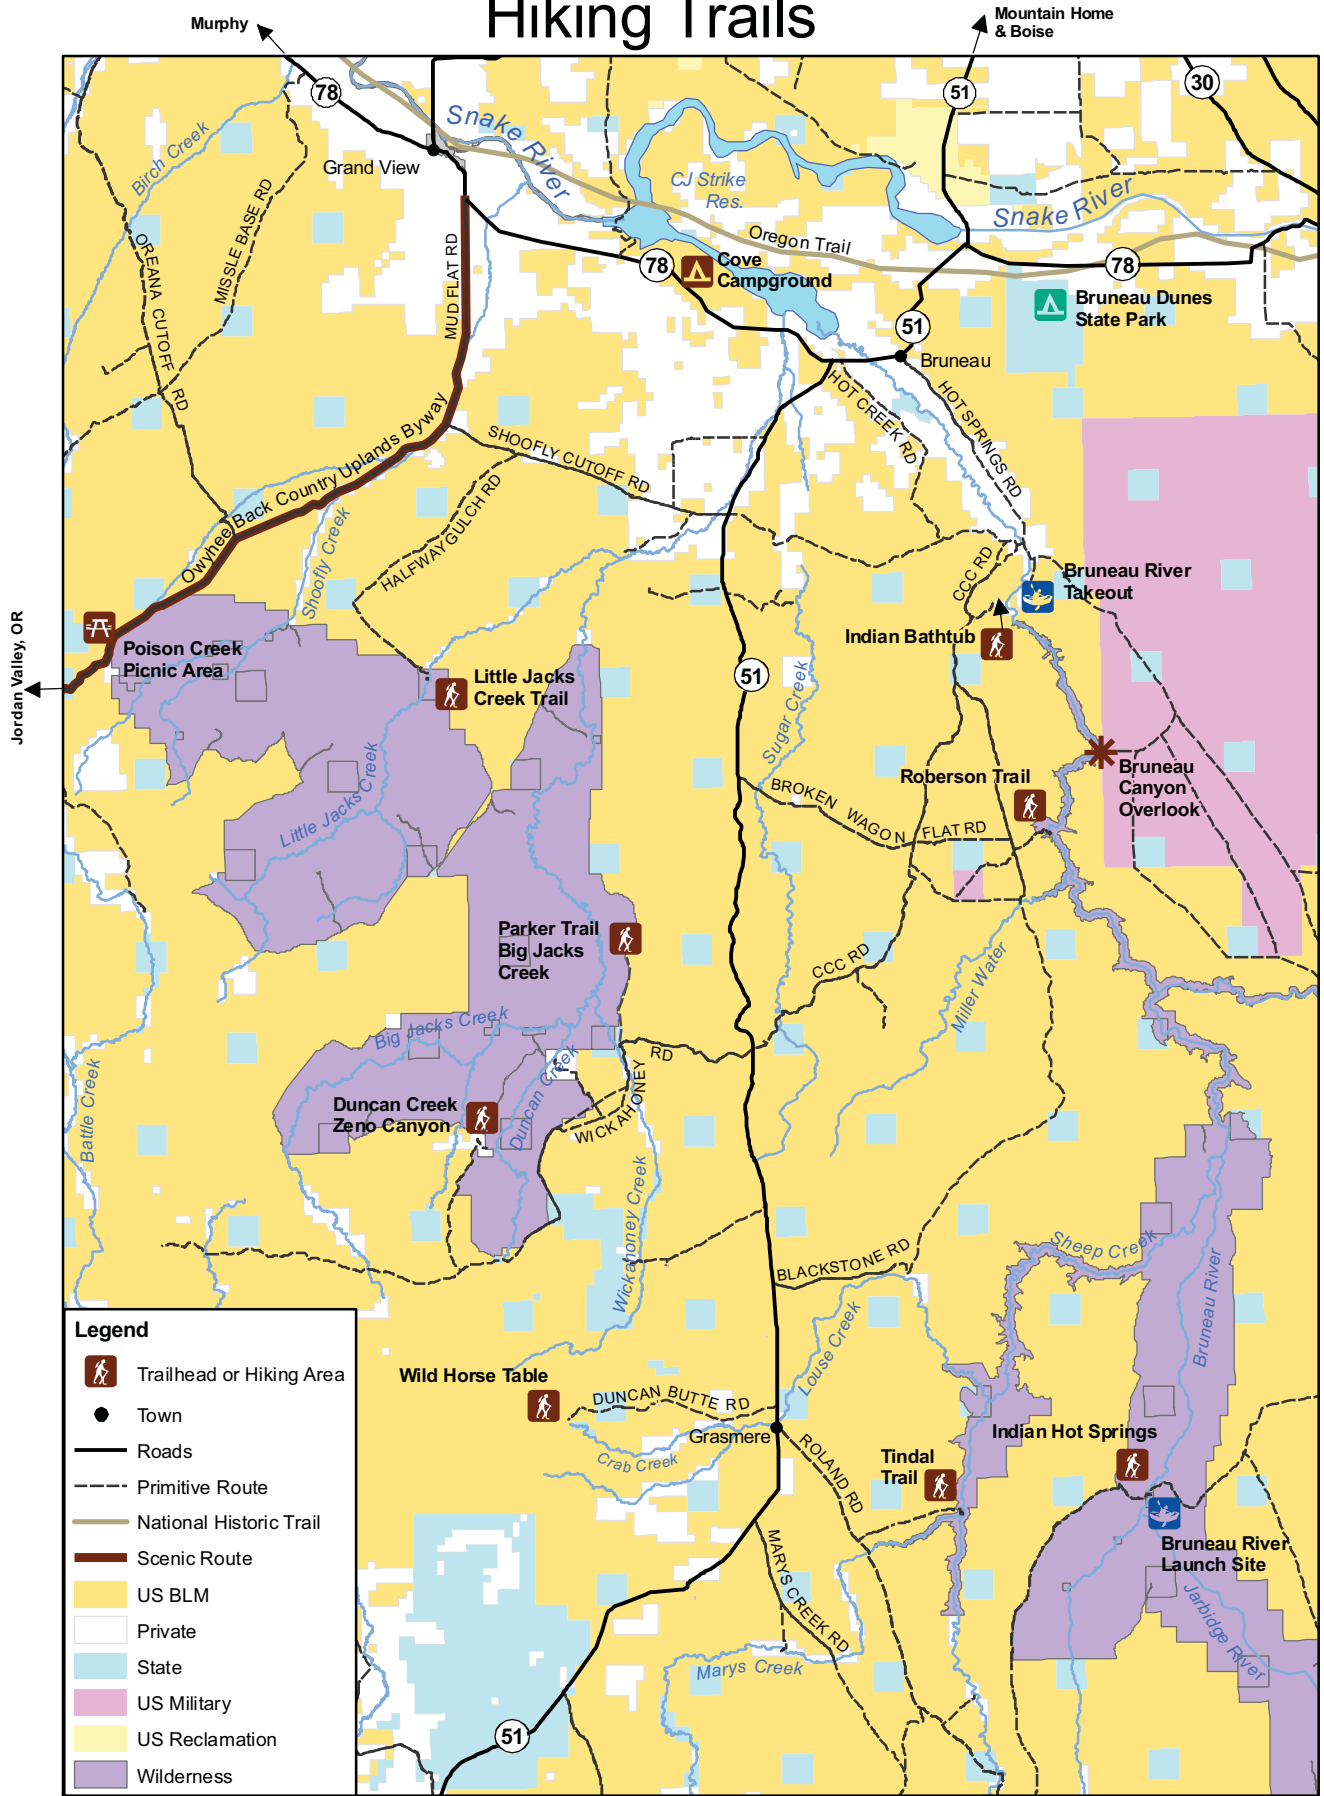 Hiking Trails
Murphy
Mountain Home
& Boise
78
51
30
Snake River
Grand View
Birch Creek
CJ Strike
Res.
Snake River
MISSLE BASE RD
OREANA CUTOFF RD
MUD FLAT RD
Oregon Trail
78
78
Cove
Campground
Bruneau Dunes
State Park
51
Bruneau
HOT CREEK RD
HOT SPRINGS RD
Owyhee Back Country Uplands Byway
SHOOFLY CUTOFF RD
HALFWAY GULCH RD
Shoofly Creek
CCC RD
Bruneau River
Takeout
Jordan Valley, OR
Poison Creek
Picnic Area
Indian Bathtub
Little Jacks
Creek Trail
51
Sugar Creek
Little Jacks Creek
BROKEN WAGON FLAT RD
Roberson Trail
Bruneau
Canyon
Overlook
Parker Trail
Big Jacks
Creek
CCC RD
Miller Water
Big Jacks Creek
Duncan Creek
WICKAHONEY RD
Battle Creek
Duncan Creek
Zeno Canyon
Wickahoney Creek
Sheep Creek
BLACKSTONE RD
Bruneau River
Louse Creek
Wild Horse Table
DUNCAN BUTTE RD
Grasmere
Crab Creek
ROLAND RD
Tindal
Trail
Indian Hot Springs
Bruneau River
Launch Site
MARYS CREEK RD
Jarbidge River
Marys Creek
51
Legend
Trailhead or Hiking Area
Town
Roads
Primitive Route
National Historic Trail
Scenic Route
US BLM
Private
State
US Military
US Reclamation
Wilderness